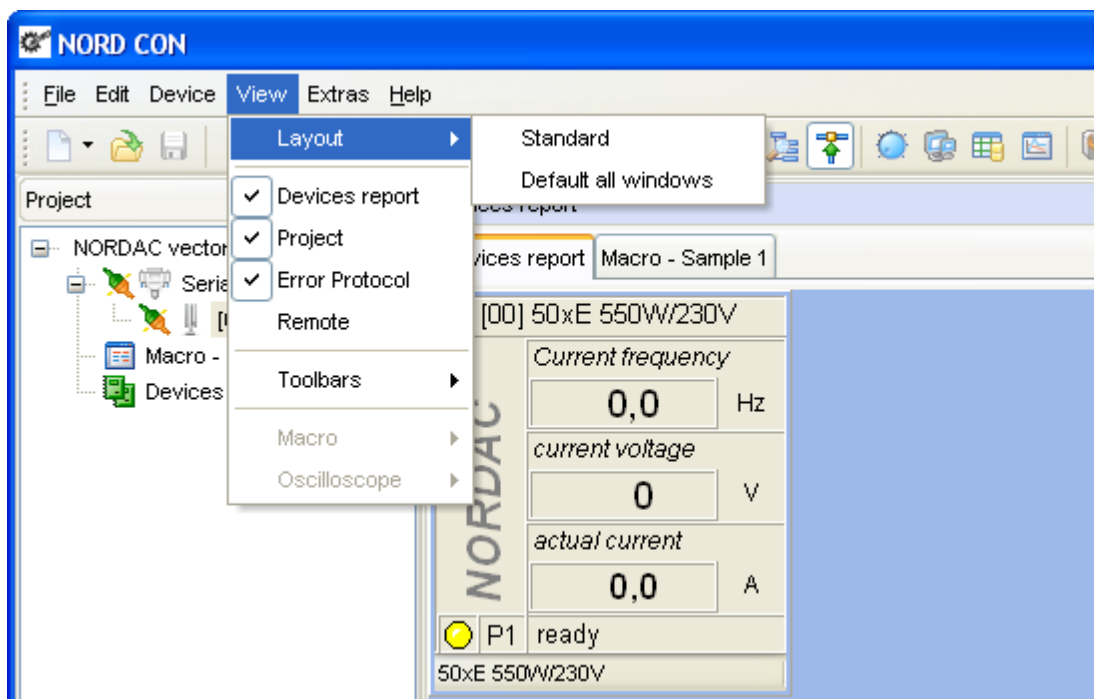 NORD CON
File Edit Device View Extras Help
Layout
Standard
Default all windows
Devices report
Project
Error Protocol
Remote
Toolbars
Macro
Oscilloscope
Project
NORDAC vector
Macro -
Devices
report
report
Macro - Sample 1
[00] 50xE 550W/230V
NORDAC
Current frequency
0,0 Hz
current voltage
0 V
actual current
0,0 A
P1 ready
50xE 550W/230V